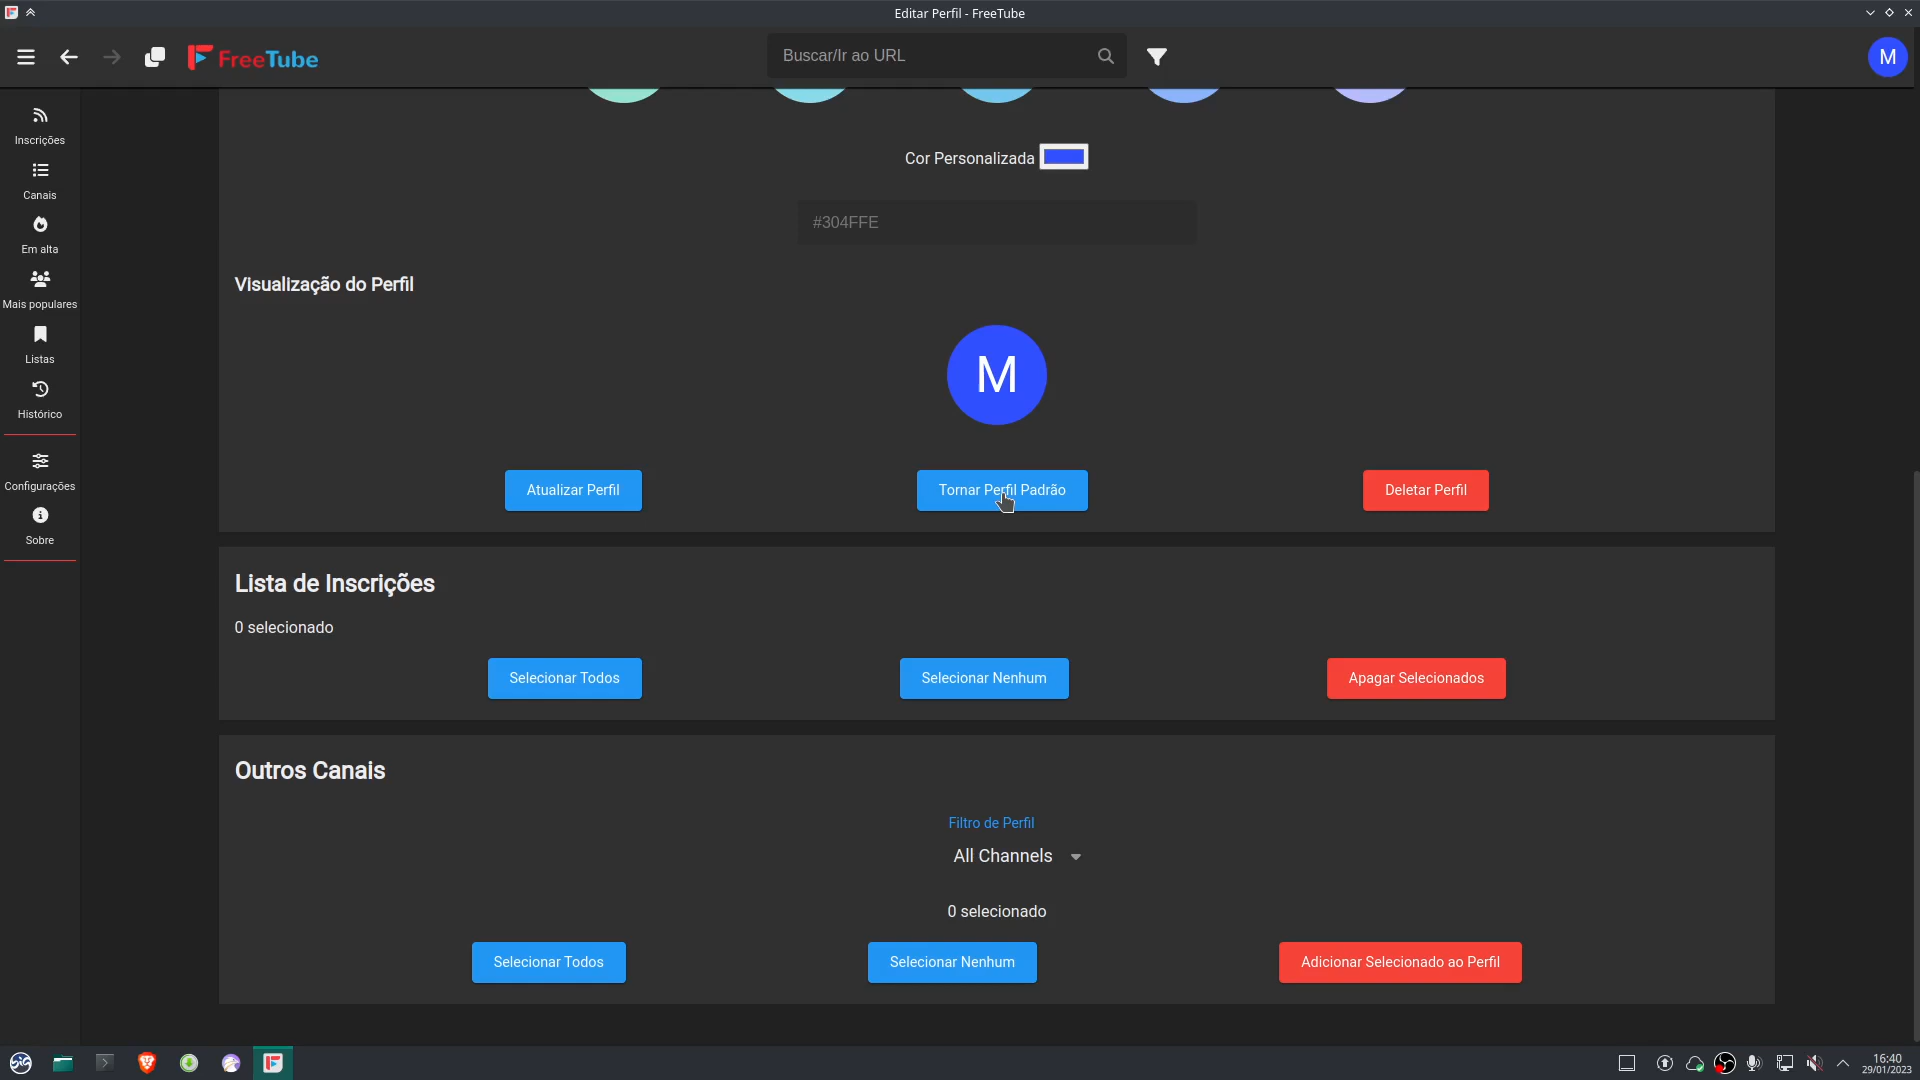 Editar Perfil - FreeTube
FreeTube
Buscar/Ir ao URL
M
Inscrições
Canais
Em alta
Mais populares
Listas
Histórico
Configurações
Sobre
Cor Personalizada
#304FFE
Visualização do Perfil
M
Atualizar Perfil
Tornar Perfil Padrão
Deletar Perfil
Lista de Inscrições
0 selecionado
Selecionar Todos
Selecionar Nenhum
Apagar Selecionados
Outros Canais
Filtro de Perfil
All Channels
0 selecionado
Selecionar Todos
Selecionar Nenhum
Adicionar Selecionado ao Perfil
16:40
29/01/2023